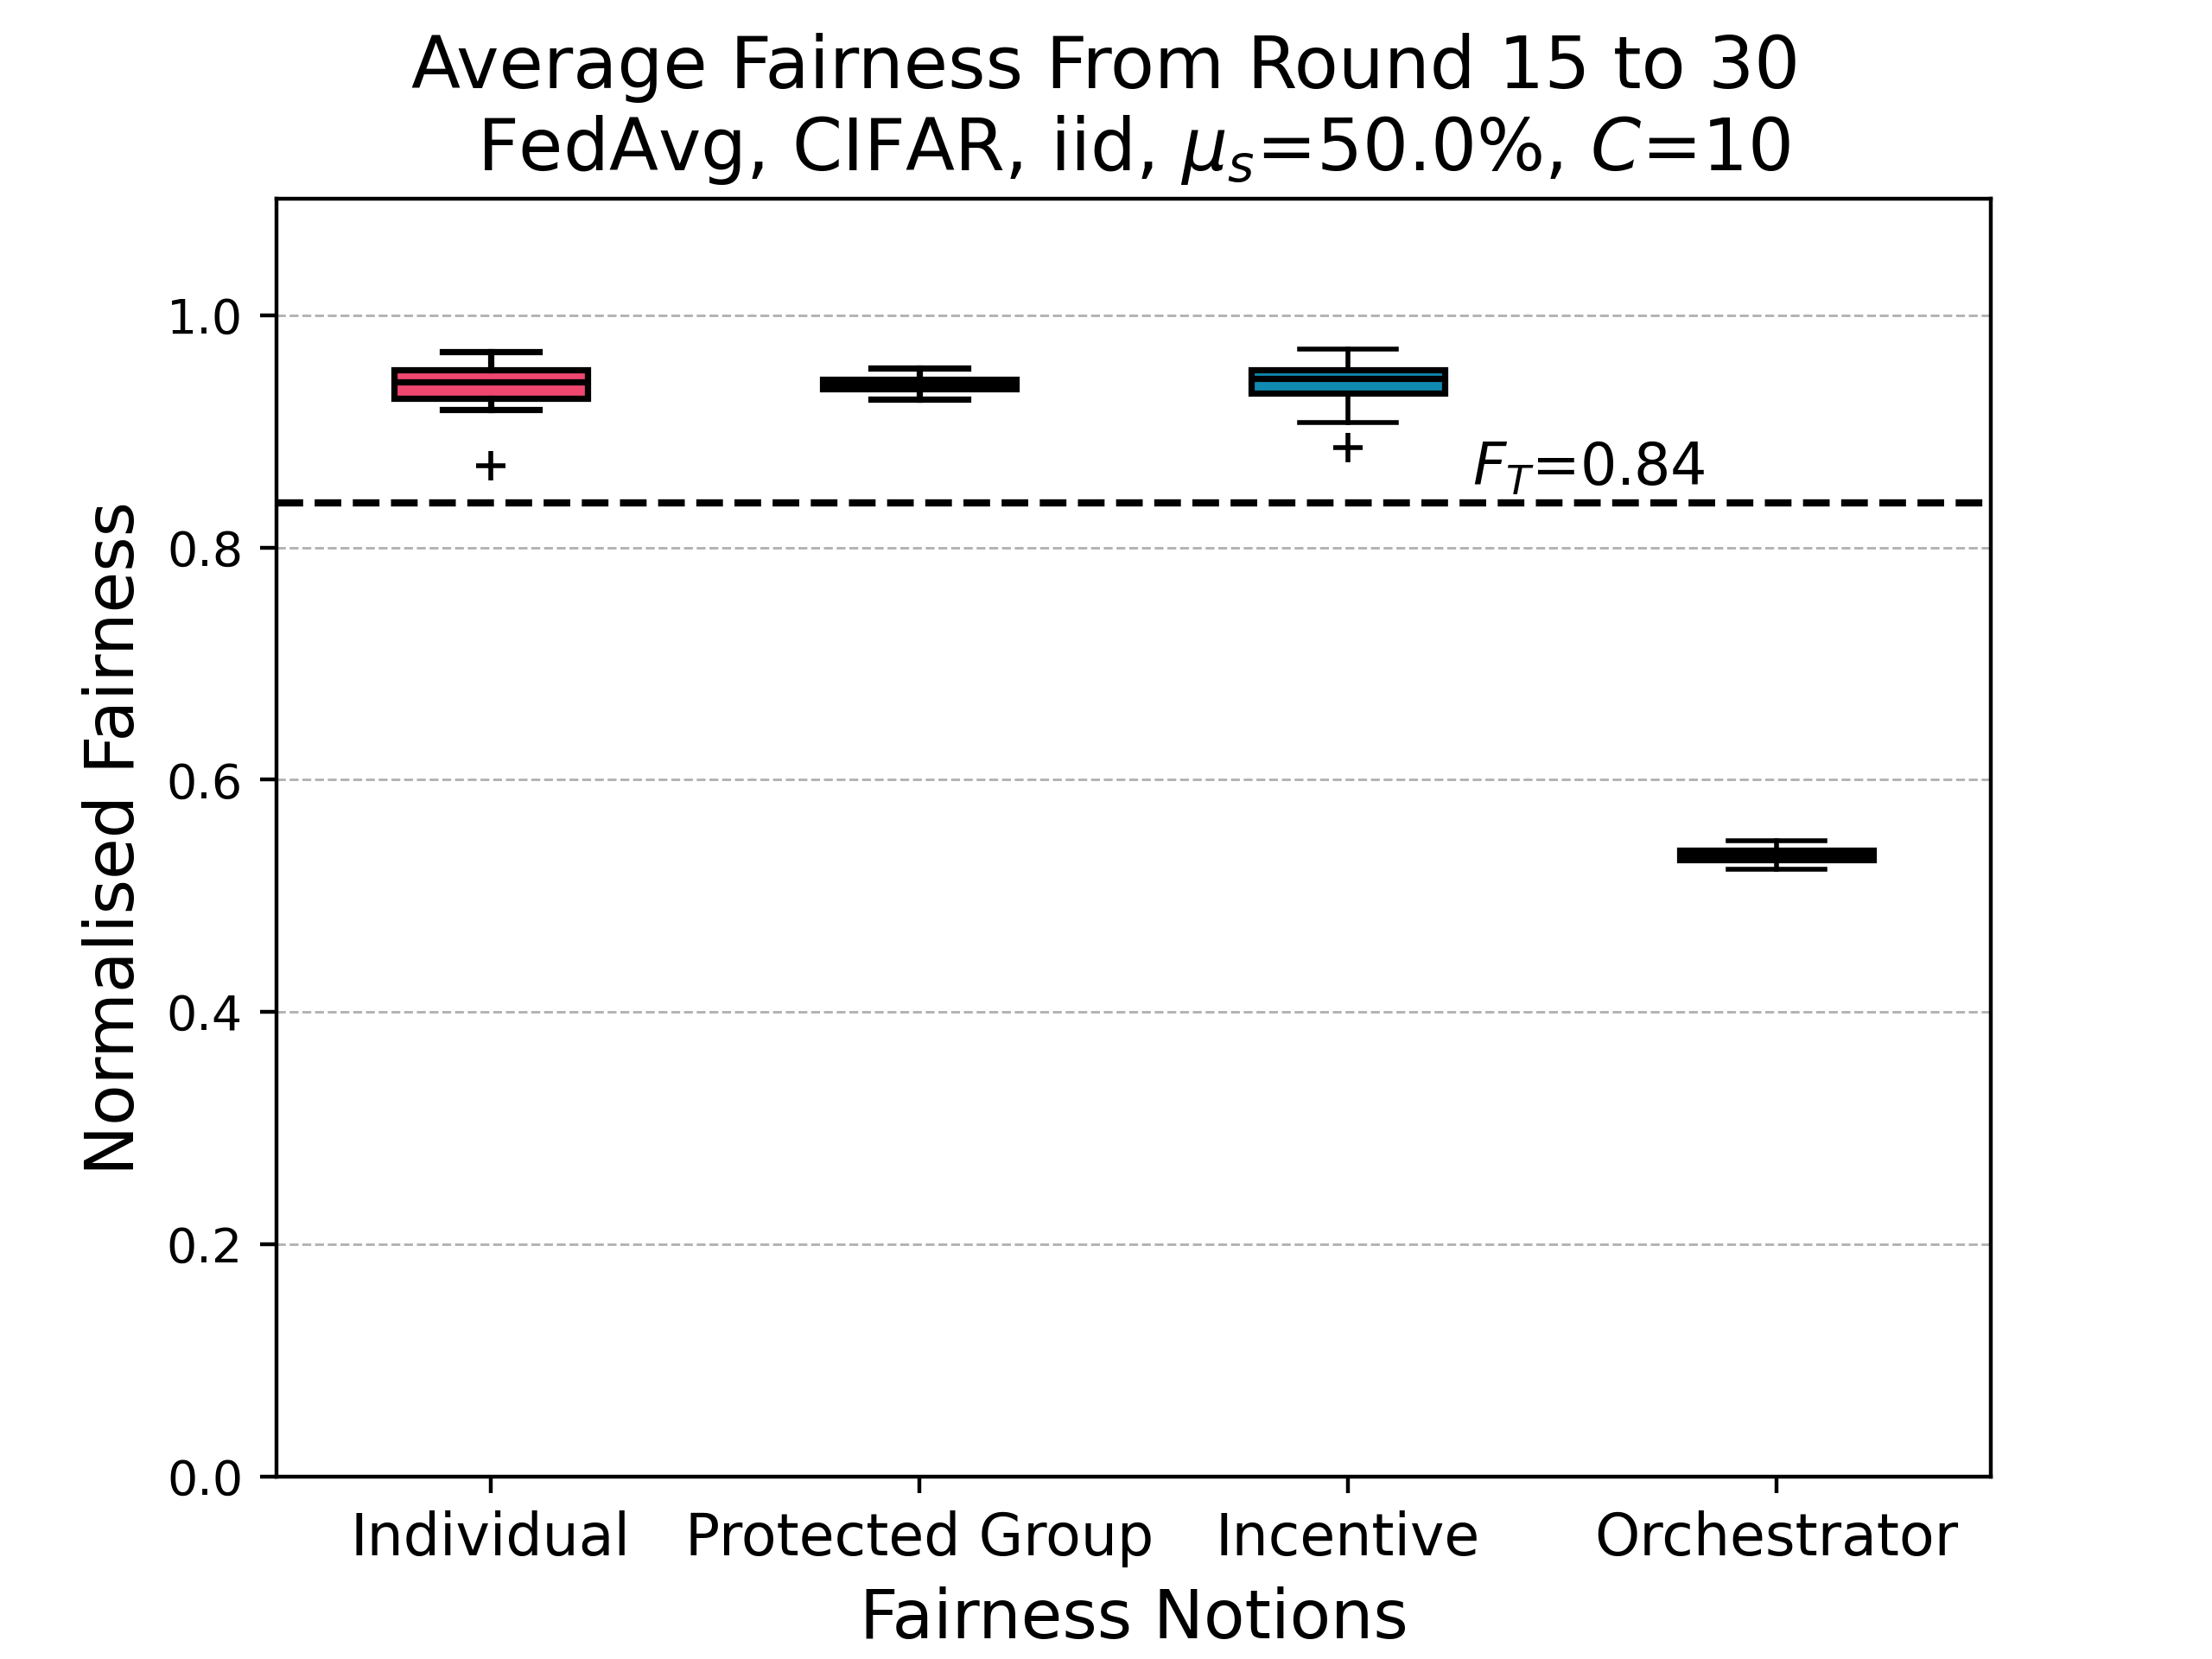 Average Fairness From Round 15 to 30
FedAvg, CIFAR, iid, μs=50.0%, C=10
Normalised Fairness
1.0
0.8
0.6
0.4
0.2
0.0
FT=0.84
Individual Protected Group Incentive Orchestrator
Fairness Notions